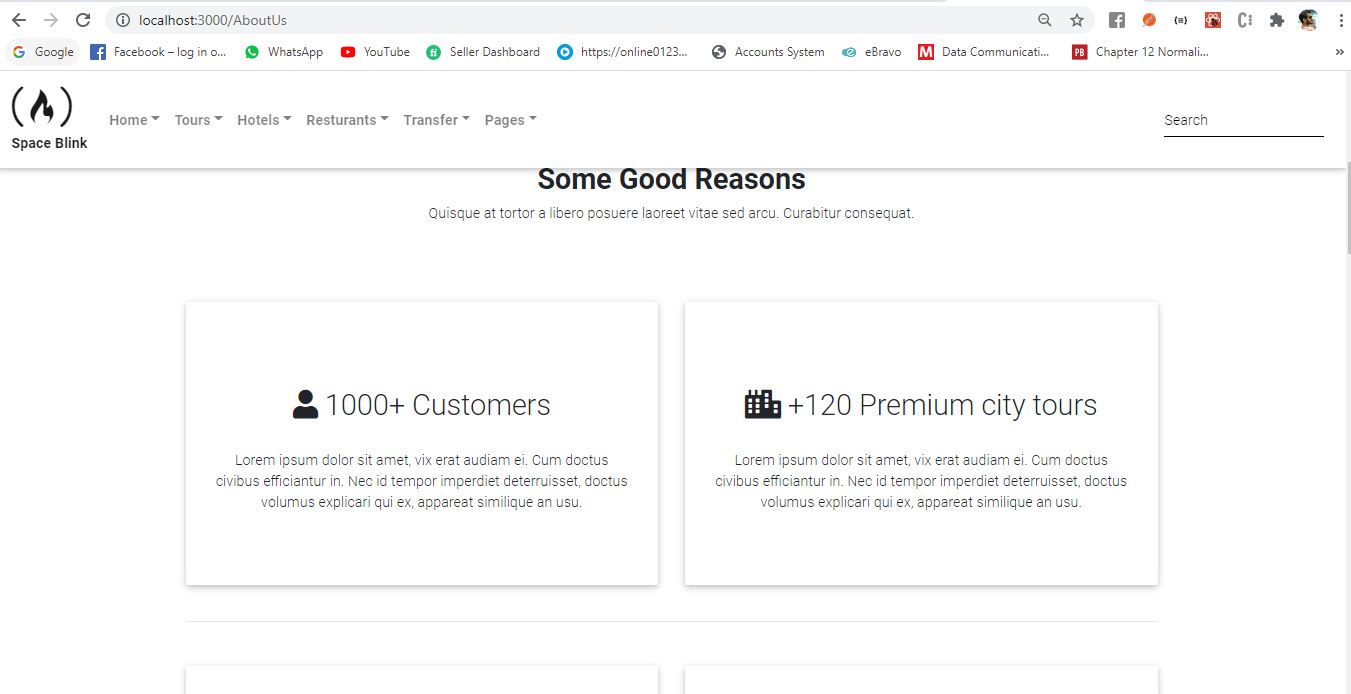 localhost:3000/AboutUs
Google Facebook – log in o... WhatsApp YouTube Seller Dashboard https://online0123... Accounts System eBravo Data Communicati... Chapter 12 Normali... »
Space Blink
Home Tours Hotels Resturants Transfer Pages Search
Some Good Reasons
Quisque at tortor a libero posuere laoreet vitae sed arcu. Curabitur consequat.
1000+ Customers
Lorem ipsum dolor sit amet, vix erat audiam ei. Cum doctus
civibus efficiantur in. Nec id tempor imperdiet deterruisset, doctus
volumus explicari qui ex, appareat similique an usu.
+120 Premium city tours
Lorem ipsum dolor sit amet, vix erat audiam ei. Cum doctus
civibus efficiantur in. Nec id tempor imperdiet deterruisset, doctus
volumus explicari qui ex, appareat similique an usu.